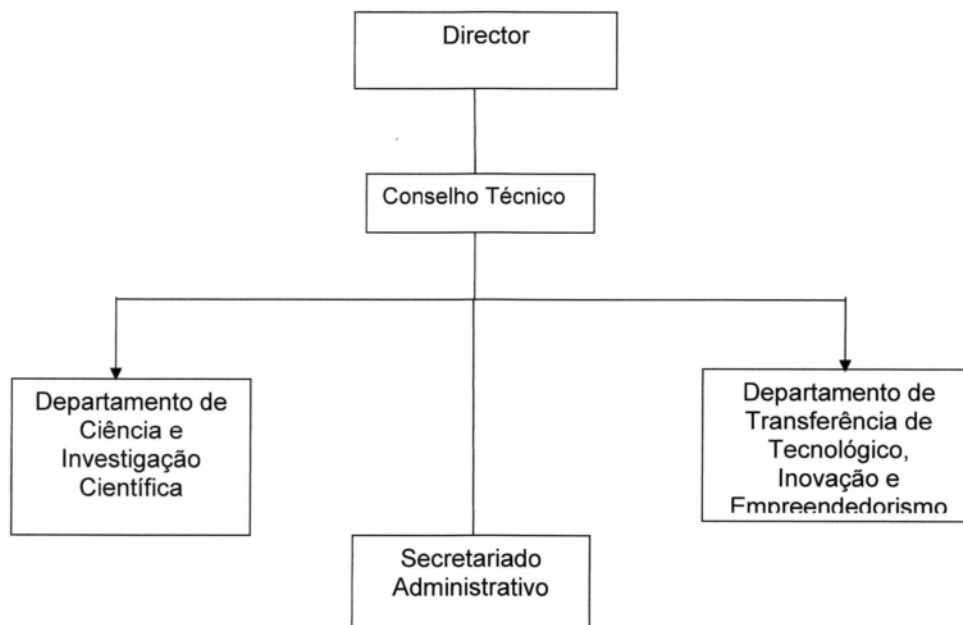 Director
Conselho Técnico
Departamento de
Ciência e
Investigação
Científica
Departamento de
Transferência de
Tecnológico,
Inovação e
Empreendedorismo
Secretariado
Administrativo